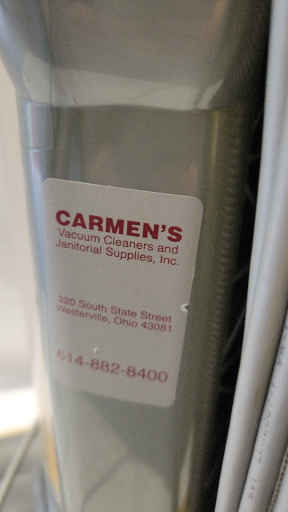 CARMEN'S
Vacuum Cleaners and
Janitorial Supplies, Inc.
320 South State Street
Westerville, Ohio 43081
614-882-8400